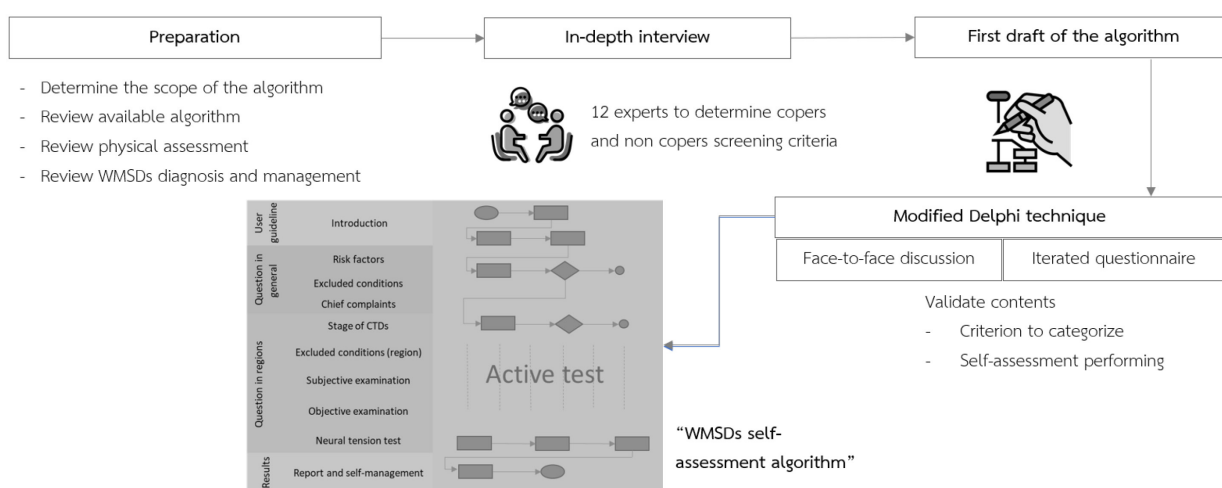 Preparation
In-depth interview
First draft of the algorithm
- Determine the scope of the algorithm
- Review available algorithm
- Review physical assessment
- Review WMSDs diagnosis and management
12 experts to determine copers
and non copers screening criteria
Modified Delphi technique
Face-to-face discussion
Iterated questionnaire
Validate contents
- Criterion to categorize
- Self-assessment performing
User
guideline
Introduction
Question in
general
Risk factors
Excluded conditions
Chief complaints
Question in regions
Stage of CTDs
Excluded conditions (region)
Subjective examination
Objective examination
Neural tension test
Active test
Results
Report and self-management
“WMSDs self-
assessment algorithm”